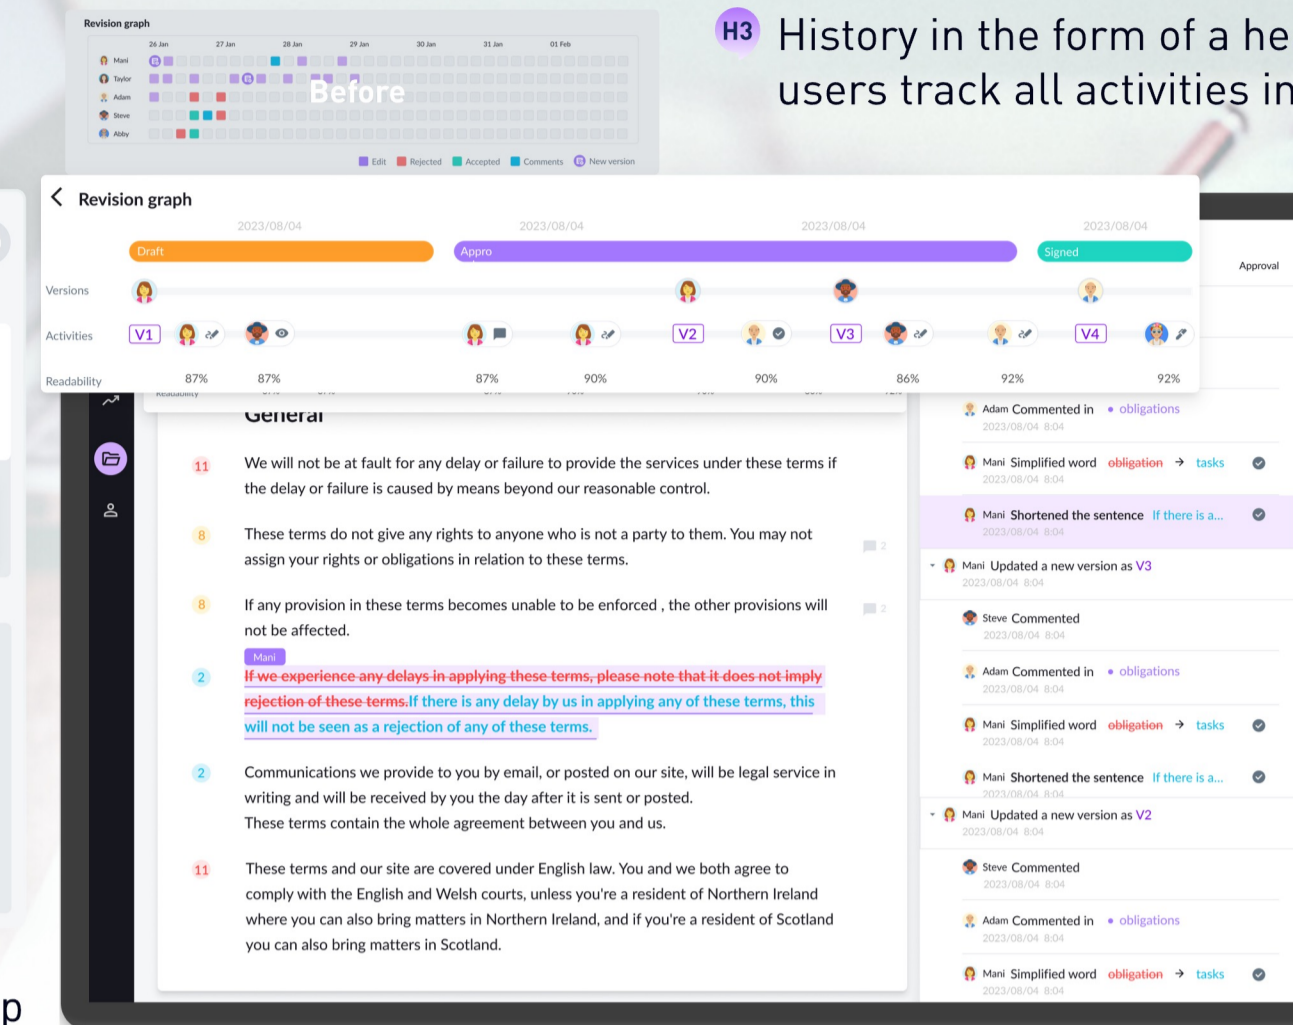 Revision graph
26 Jan 27 Jan 28 Jan 29 Jan 30 Jan 31 Jan 01 Feb
Mani
Taylor
Adam
Steve
Abby
Before
Edit Rejected Accepted Comments New version
H3 History in the form of a he
users track all activities in
Revision graph
2023/08/04 2023/08/04 2023/08/04 2023/08/04
Draft Appro Signed
Versions
Activities V1 V2 V3 V4
Readability 87% 87% 87% 90% 90% 86% 92% 92%
Approval
General
11 We will not be at fault for any delay or failure to provide the services under these terms if
the delay or failure is caused by means beyond our reasonable control.
8 These terms do not give any rights to anyone who is not a party to them. You may not
assign your rights or obligations in relation to these terms.
2
8 If any provision in these terms becomes unable to be enforced , the other provisions will
not be affected.
2
Mani
2 If we experience any delays in applying these terms, please note that it does not imply
rejection of these terms.If there is any delay by us in applying any of these terms, this
will not be seen as a rejection of any of these terms.
2 Communications we provide to you by email, or posted on our site, will be legal service in
writing and will be received by you the day after it is sent or posted.
These terms contain the whole agreement between you and us.
11 These terms and our site are covered under English law. You and we both agree to
comply with the English and Welsh courts, unless you're a resident of Northern Ireland
where you can also bring matters in Northern Ireland, and if you're a resident of Scotland
you can also bring matters in Scotland.
Adam Commented in • obligations
2023/08/04 8:04
Mani Simplified word obligation → tasks
2023/08/04 8:04
Mani Shortened the sentence If there is a...
2023/08/04 8:04
Mani Updated a new version as V3
2023/08/04 8:04
Steve Commented
2023/08/04 8:04
Adam Commented in • obligations
2023/08/04 8:04
Mani Simplified word obligation → tasks
2023/08/04 8:04
Mani Shortened the sentence If there is a...
2023/08/04 8:04
Mani Updated a new version as V2
2023/08/04 8:04
Steve Commented
2023/08/04 8:04
Adam Commented in • obligations
2023/08/04 8:04
Mani Simplified word obligation → tasks
2023/08/04 8:04
p